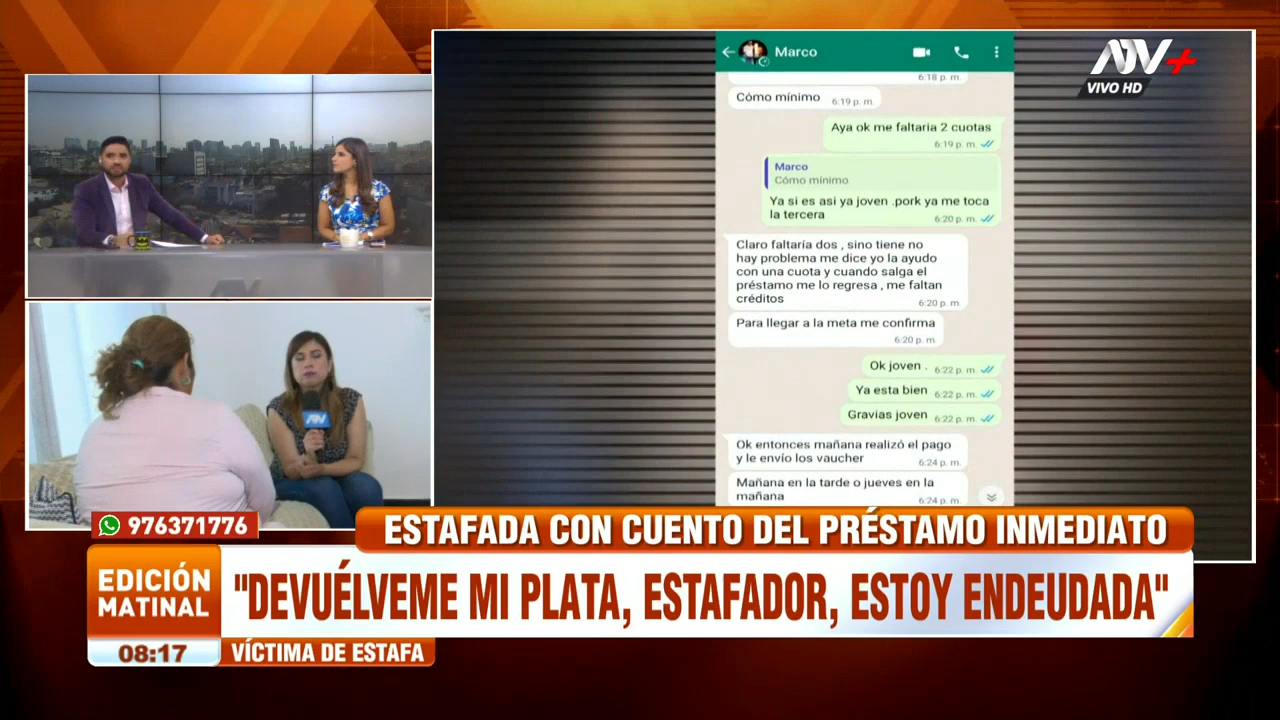 Marco
6:18 p. m.
Cómo mínimo 6:19 p. m.
Aya ok me faltaria 2 cuotas
6:19 p. m.
Marco
Cómo mínimo
Ya si es asi ya joven .pork ya me toca
la tercera
6:20 p. m.
Claro faltaría dos , sino tiene no
hay problema me dice yo la ayudo
con una cuota y cuando salga el
préstamo me lo regresa , me faltan
créditos
6:20 p. m.
Para llegar a la meta me confirma
6:20 p. m.
Ok joven . 6:22 p. m.
Ya esta bien 6:22 p. m.
Gravias joven 6:22 p. m.
Ok entonces mañana realizó el pago
y le envío los vaucher
6:24 p. m.
Mañana en la tarde o jueves en la
mañana
6:24 p. m.
ATV+
VIVO HD
ATV
976371776
ESTAFADA CON CUENTO DEL PRÉSTAMO INMEDIATO
EDICIÓN
MATINAL
"DEVUÉLVEME MI PLATA, ESTAFADOR, ESTOY ENDEUDADA"
08:17
VÍCTIMA DE ESTAFA